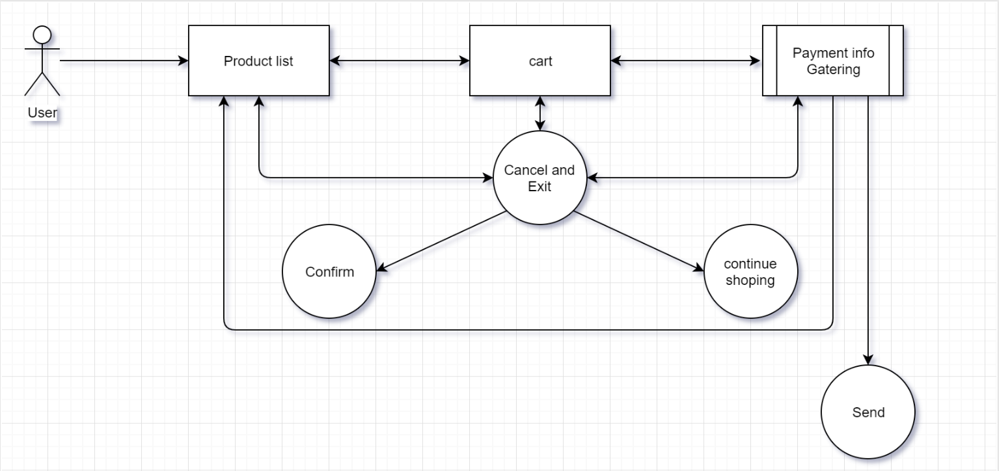 Product list
cart
Payment info
Gatering
User
Cancel and
Exit
Confirm
continue
shoping
Send